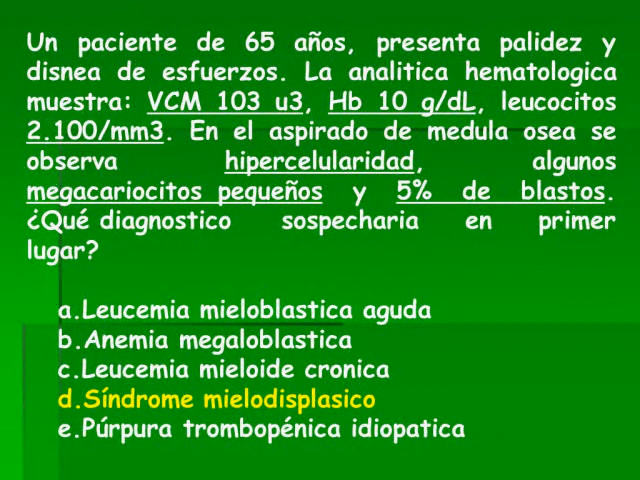 Un paciente de 65 años, presenta palidez y
disnea de esfuerzos. La analitica hematologica
muestra: VCM 103 u3, Hb 10 g/dL, leucocitos
2.100/mm3. En el aspirado de medula osea se
observa hipercelularidad, algunos
megacariocitos pequeños y 5% de blastos.
¿Qué diagnostico sospecharia en primer
lugar?
a.Leucemia mieloblastica aguda
b.Anemia megaloblastica
c.Leucemia mieloide cronica
d.Síndrome mielodisplasico
e.Púrpura trombopénica idiopatica